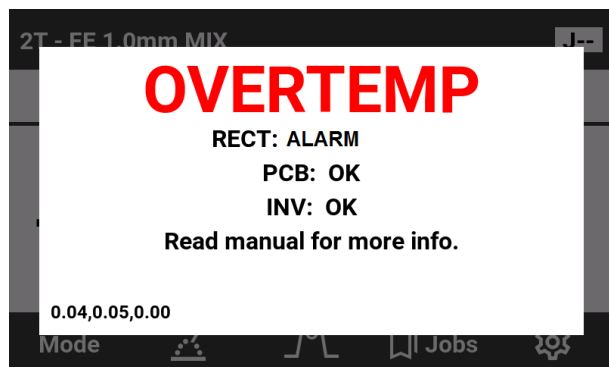 2T - FE 1.0mm MIX
J--
OVERTEMP
RECT: ALARM
PCB: OK
INV: OK
Read manual for more info.
0.04,0.05,0.00
Mode
Jobs